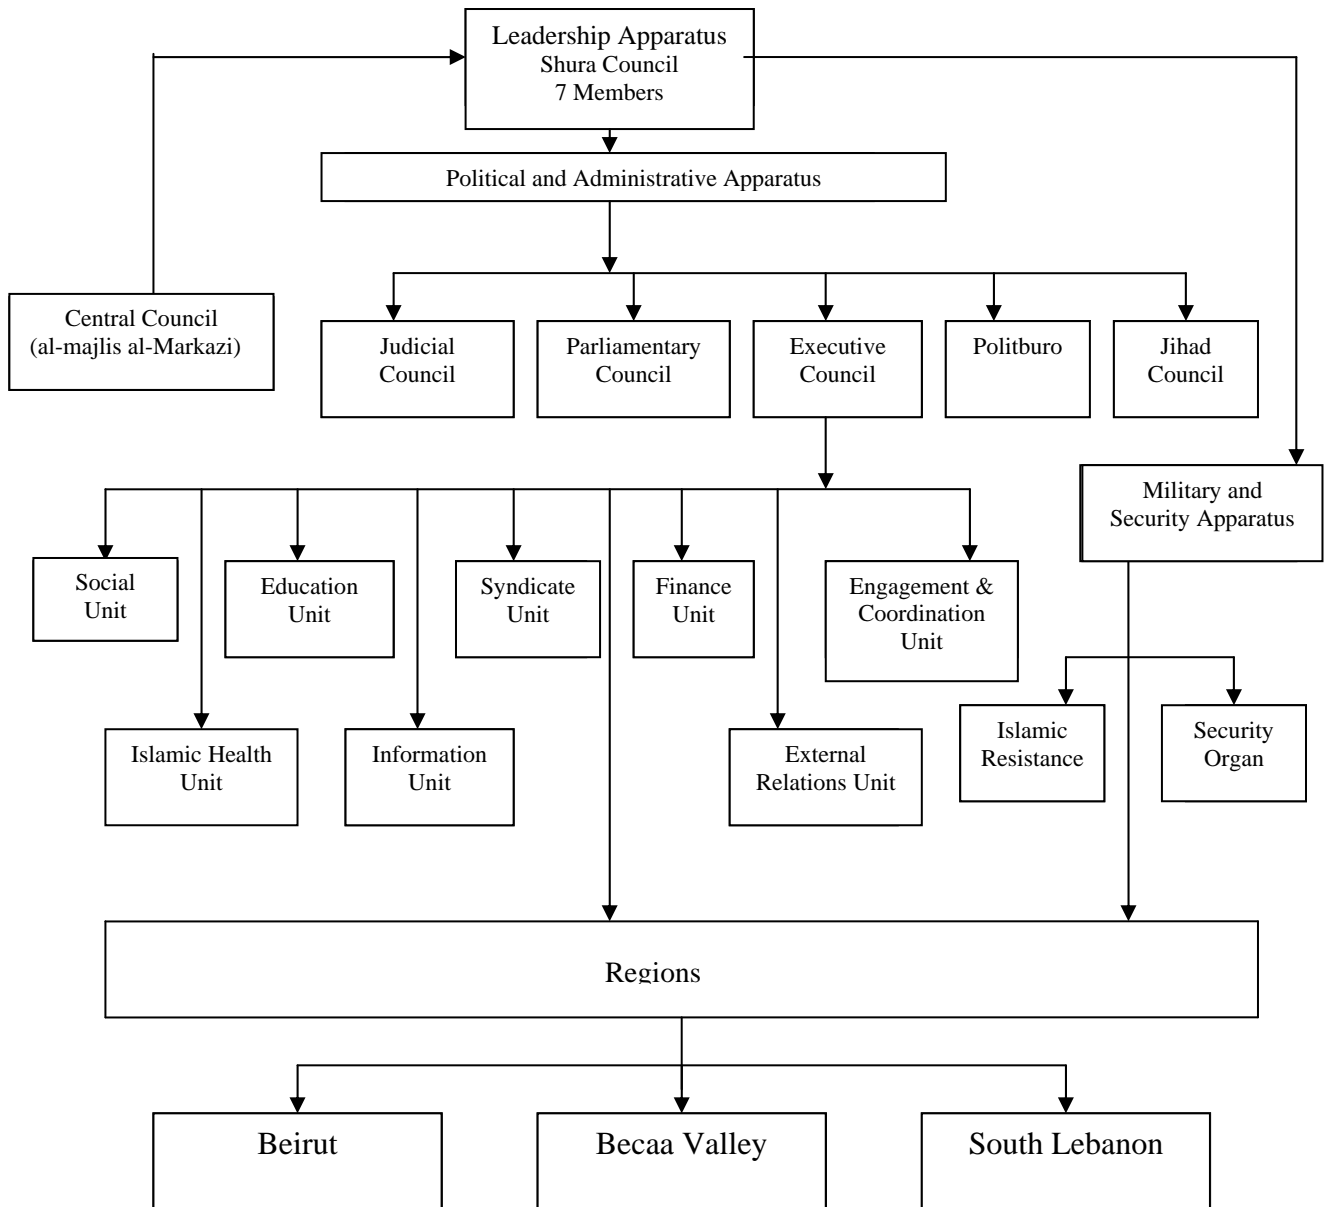 Leadership Apparatus
Shura Council
7 Members
Political and Administrative Apparatus
Central Council
(al-majlis al-Markazi)
Judicial
Council
Parliamentary
Council
Executive
Council
Politburo
Jihad
Council
Military and
Security Apparatus
Social
Unit
Education
Unit
Syndicate
Unit
Finance
Unit
Engagement &
Coordination
Unit
Islamic Health
Unit
Information
Unit
External
Relations Unit
Islamic
Resistance
Security
Organ
Regions
Beirut
Becaa Valley
South Lebanon